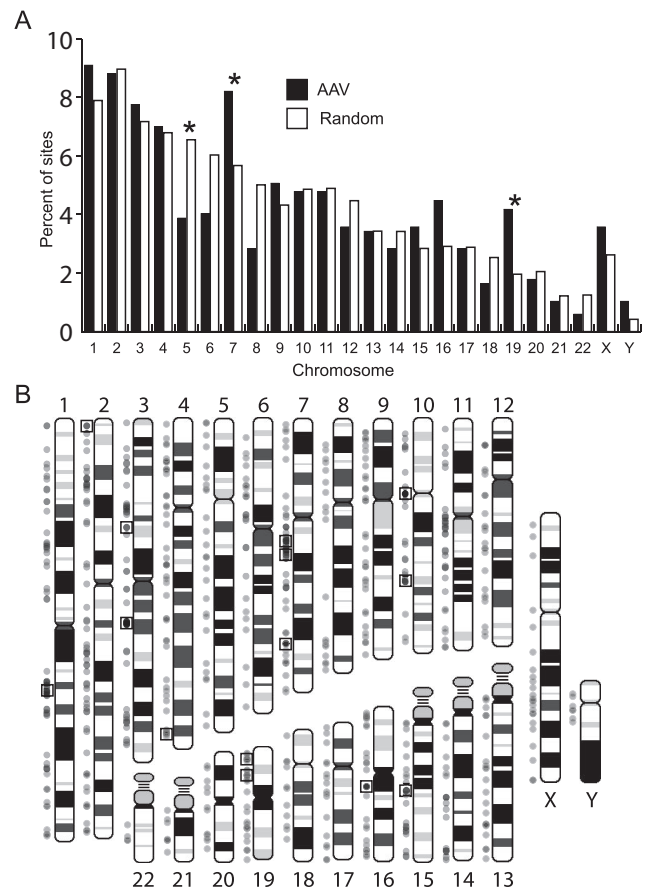 A
10
8
6
4
2
0
Percent of sites
*
*
*
AAV
Random
1 2 3 4 5 6 7 8 9 10 11 12 13 14 15 16 17 18 19 20 21 22 X Y
Chromosome
B
1 2 3 4 5 6 7 8 9 10 11 12
X Y
22 21 20 19 18 17 16 15 14 13